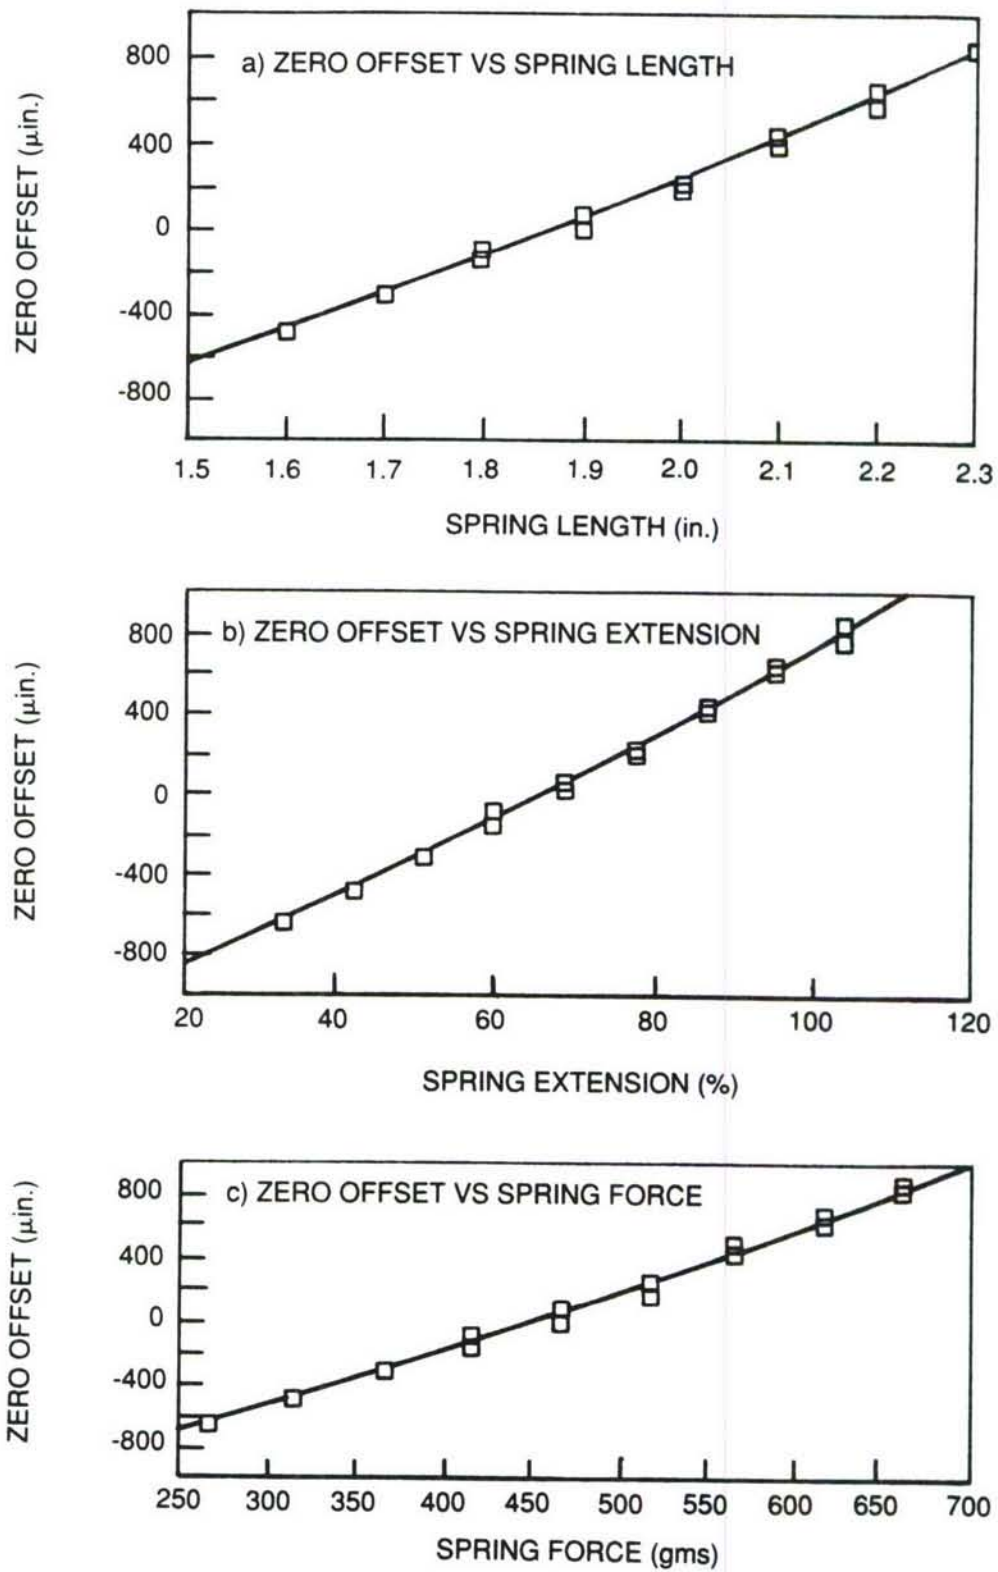 a) ZERO OFFSET VS SPRING LENGTH
ZERO OFFSET (μin.)
800
400
0
-400
-800
1.5 1.6 1.7 1.8 1.9 2.0 2.1 2.2 2.3
SPRING LENGTH (in.)
b) ZERO OFFSET VS SPRING EXTENSION
ZERO OFFSET (μin.)
800
400
0
-400
-800
20 40 60 80 100 120
SPRING EXTENSION (%)
c) ZERO OFFSET VS SPRING FORCE
ZERO OFFSET (μin.)
800
400
0
-400
-800
250 300 350 400 450 500 550 600 650 700
SPRING FORCE (gms)